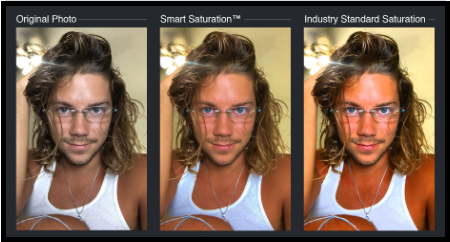 Original Photo
Smart Saturation™
Industry Standard Saturation